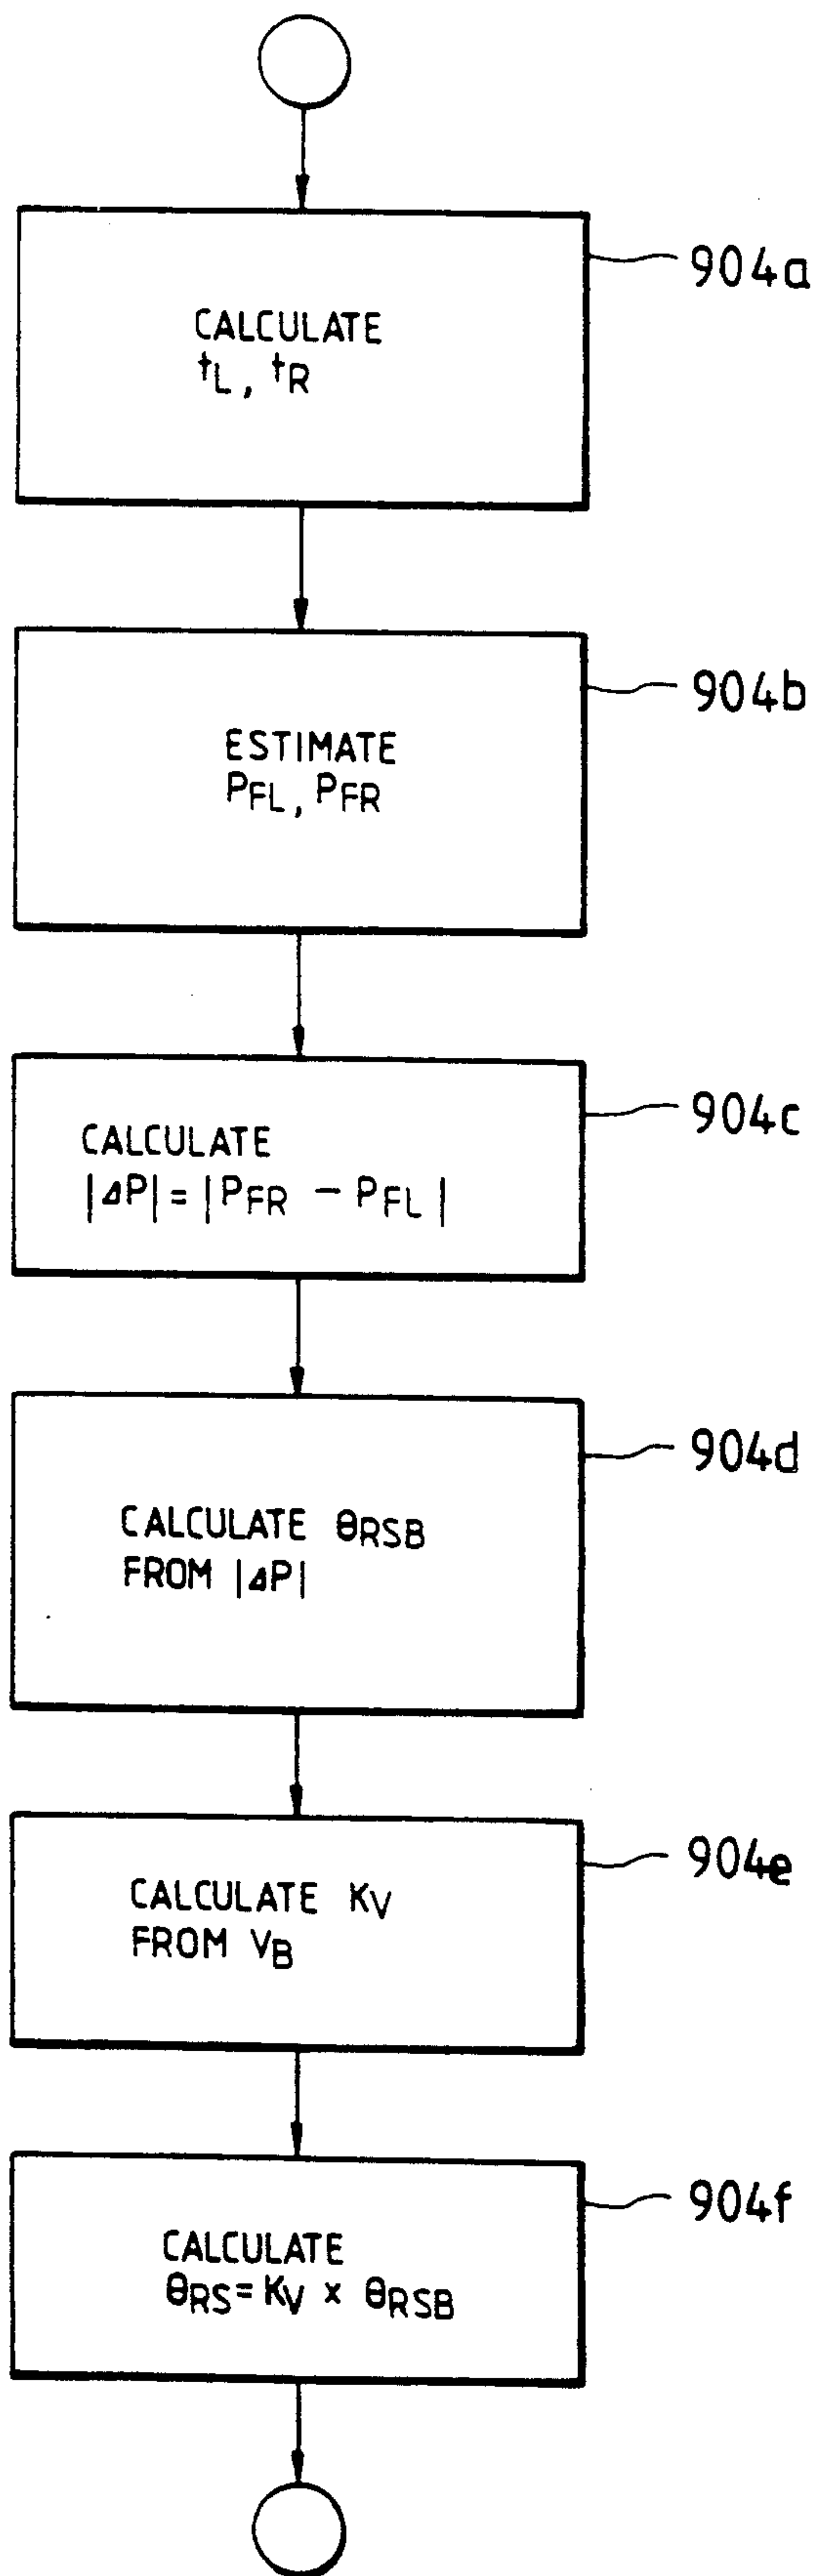 904a
CALCULATE
tL, tR
904b
ESTIMATE
PFL, PFR
904c
CALCULATE
|ΔP| = |PFR - PFL|
904d
CALCULATE θRSB
FROM |ΔP|
904e
CALCULATE KV
FROM VB
904f
CALCULATE
θRS = KV x θRSB